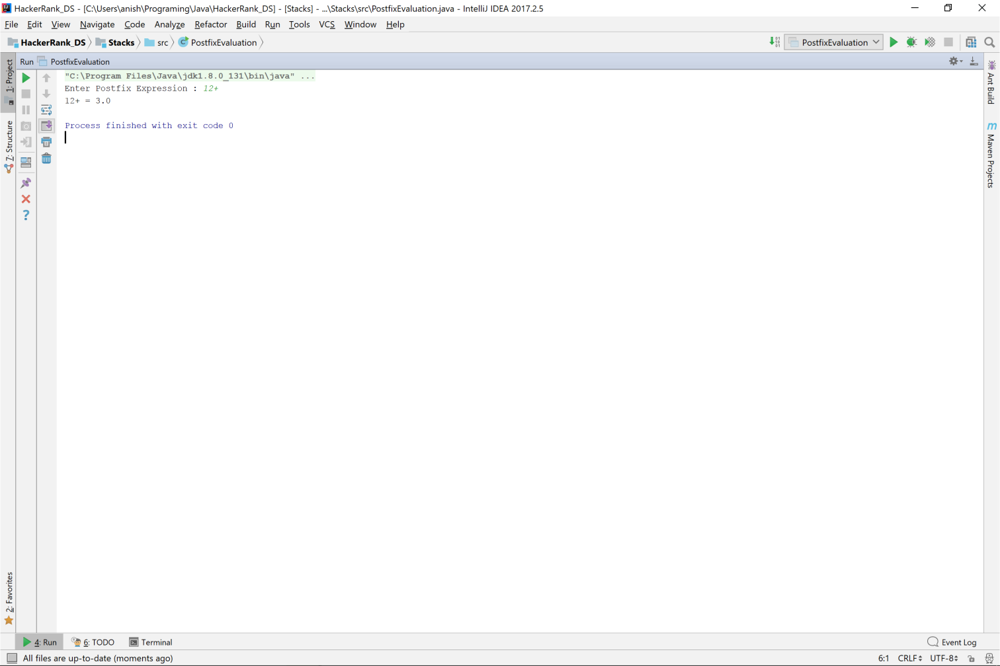 HackerRank_DS - [C:\Users\anish\Programing\Java\HackerRank_DS] - [Stacks] - ...\Stacks\src\PostfixEvaluation.java - IntelliJ IDEA 2017.2.5
File Edit View Navigate Code Analyze Refactor Build Run Tools VCS Window Help
HackerRank_DS Stacks src PostfixEvaluation PostfixEvaluation
Run PostfixEvaluation
1: Project
Z: Structure
2: Favorites
"C:\Program Files\Java\jdk1.8.0_131\bin\java" ...
Enter Postfix Expression : 12+
12+ = 3.0
Process finished with exit code 0
Ant Build
m Maven Projects
4: Run 6: TODO Terminal Event Log
All files are up-to-date (moments ago) 6:1 CRLF UTF-8